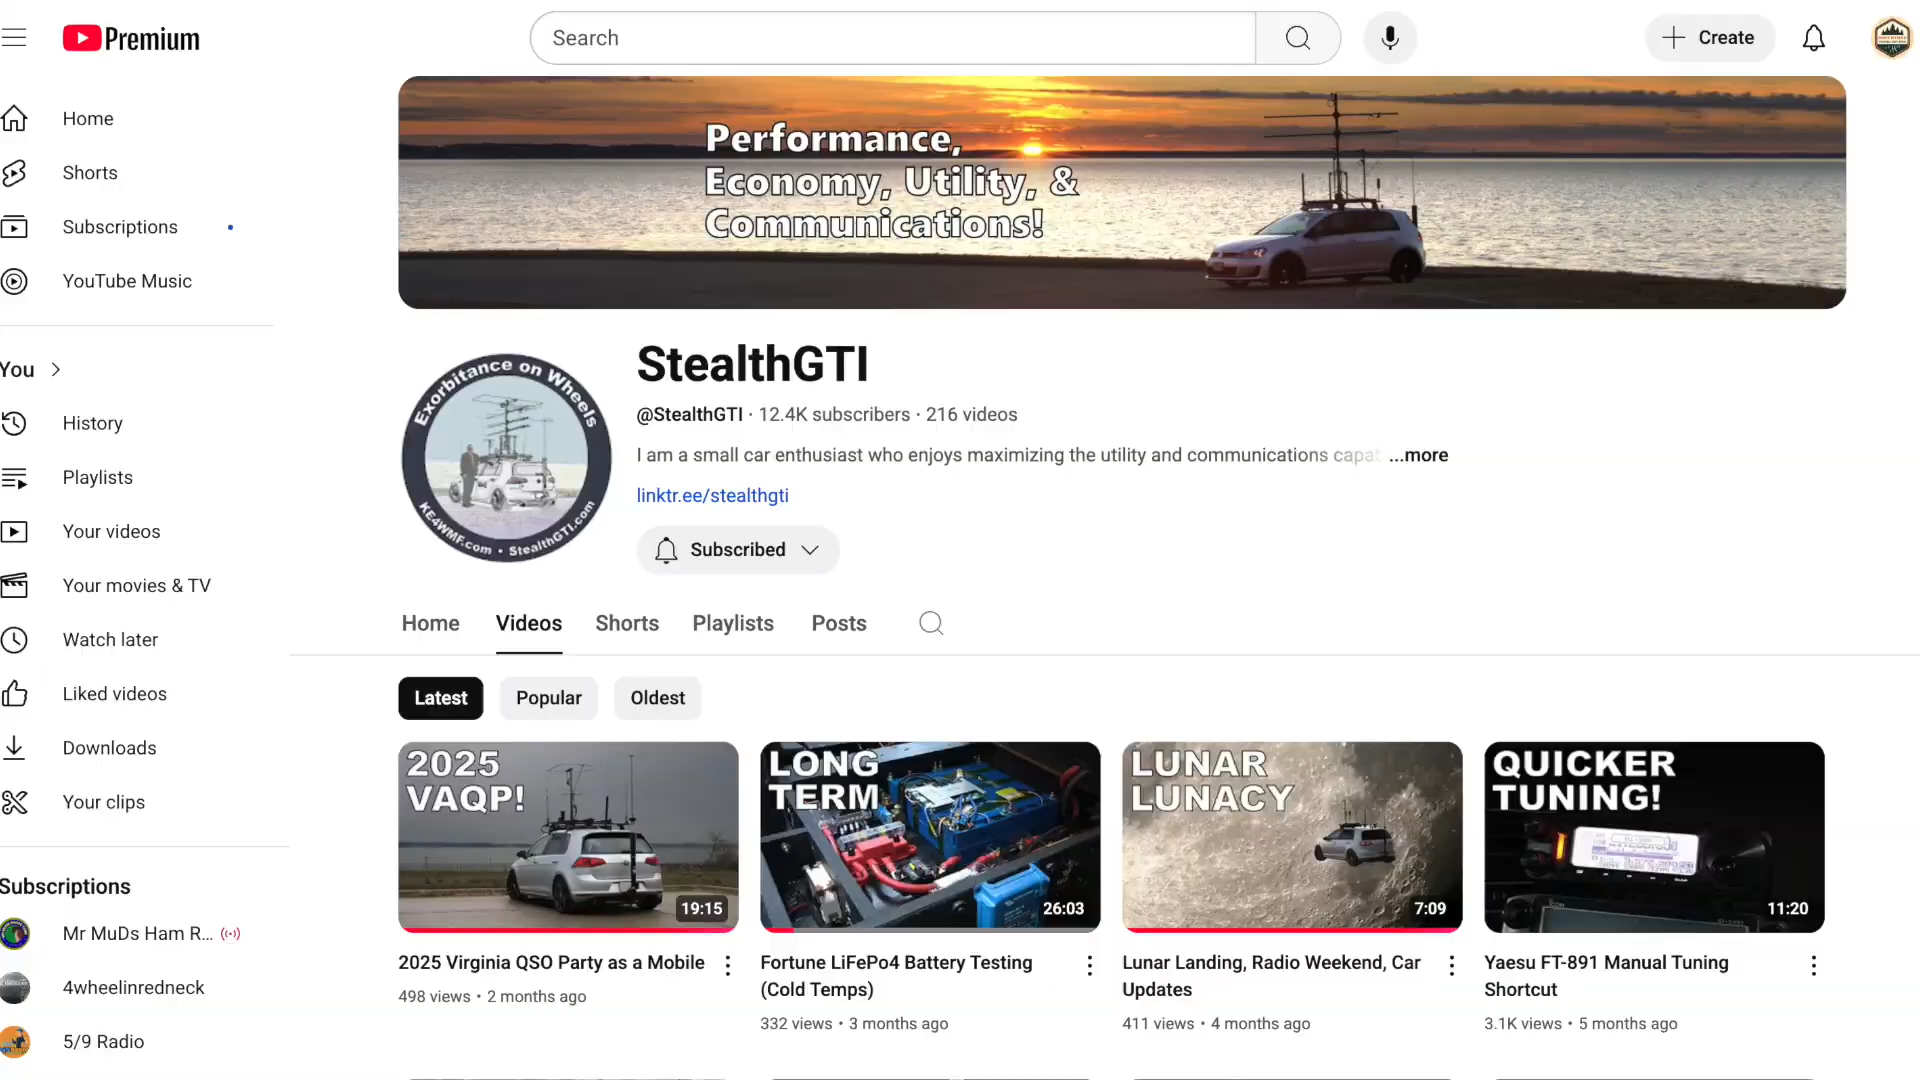 Premium
Search
Create
Home
Shorts
Subscriptions
YouTube Music
You
History
Playlists
Your videos
Your movies & TV
Watch later
Liked videos
Downloads
Your clips
Subscriptions
Mr MuDs Ham R...
4wheelinredneck
5/9 Radio
Performance,
Economy, Utility, &
Communications!
Exorbitance on Wheels
KE4WMF.com • StealthGTI.com
StealthGTI
@StealthGTI · 12.4K subscribers · 216 videos
I am a small car enthusiast who enjoys maximizing the utility and communications capab ...more
linktr.ee/stealthgti
Subscribed
Home Videos Shorts Playlists Posts
Latest Popular Oldest
2025
VAQP!
19:15
2025 Virginia QSO Party as a Mobile
498 views • 2 months ago
LONG
TERM
26:03
Fortune LiFePo4 Battery Testing
(Cold Temps)
332 views • 3 months ago
LUNAR
LUNACY
7:09
Lunar Landing, Radio Weekend, Car
Updates
411 views • 4 months ago
QUICKER
TUNING!
11:20
Yaesu FT-891 Manual Tuning
Shortcut
3.1K views • 5 months ago